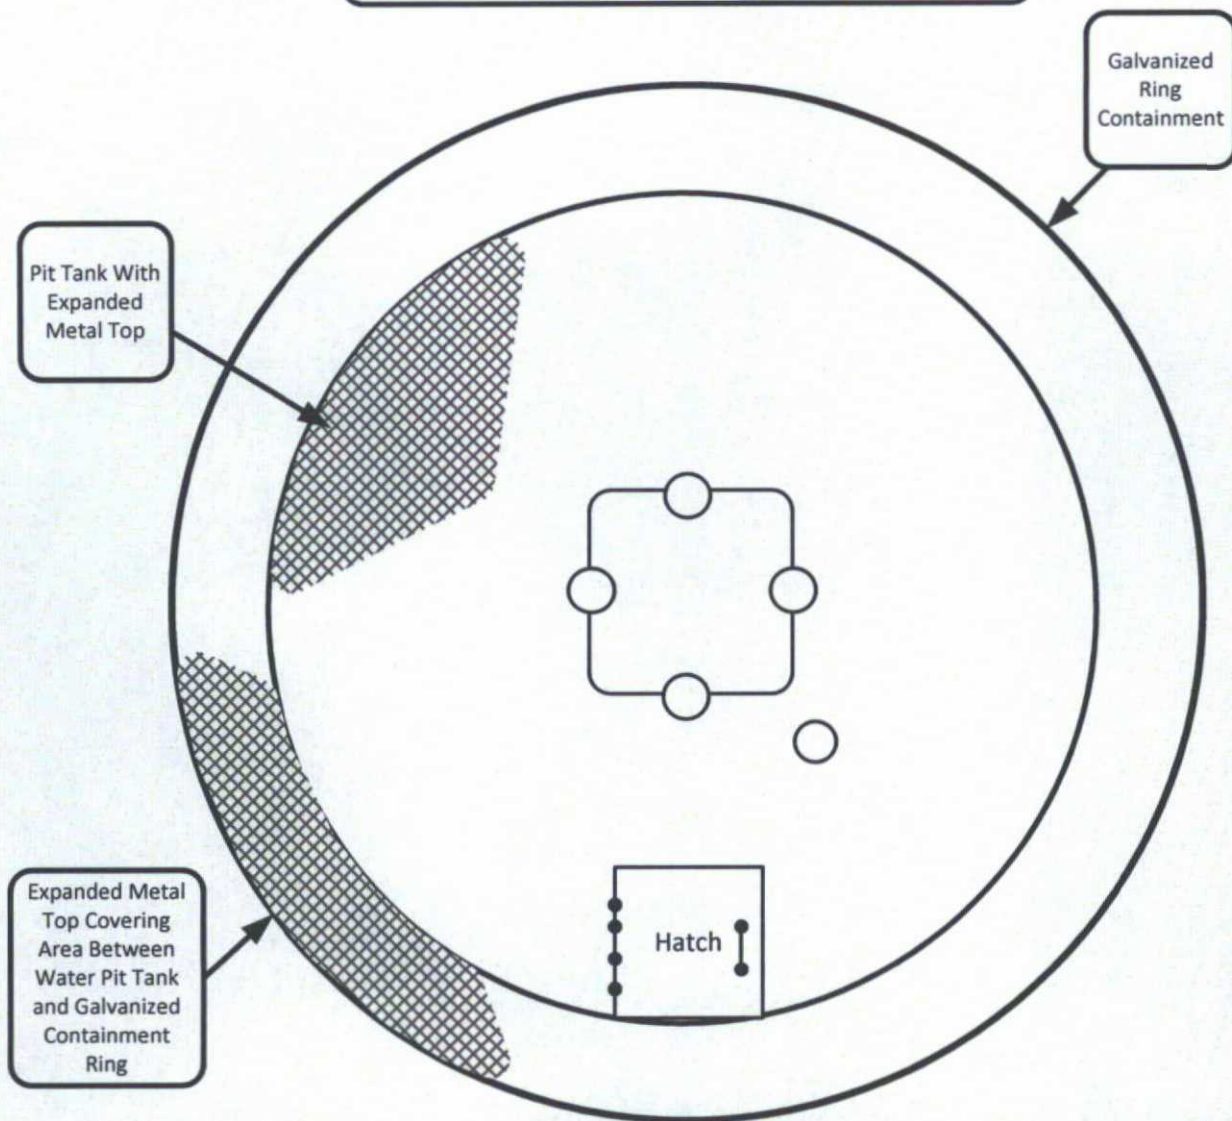 Galvanized
Ring
Containment
Pit Tank With
Expanded
Metal Top
Expanded Metal
Top Covering
Area Between
Water Pit Tank
and Galvanized
Containment
Ring
Hatch